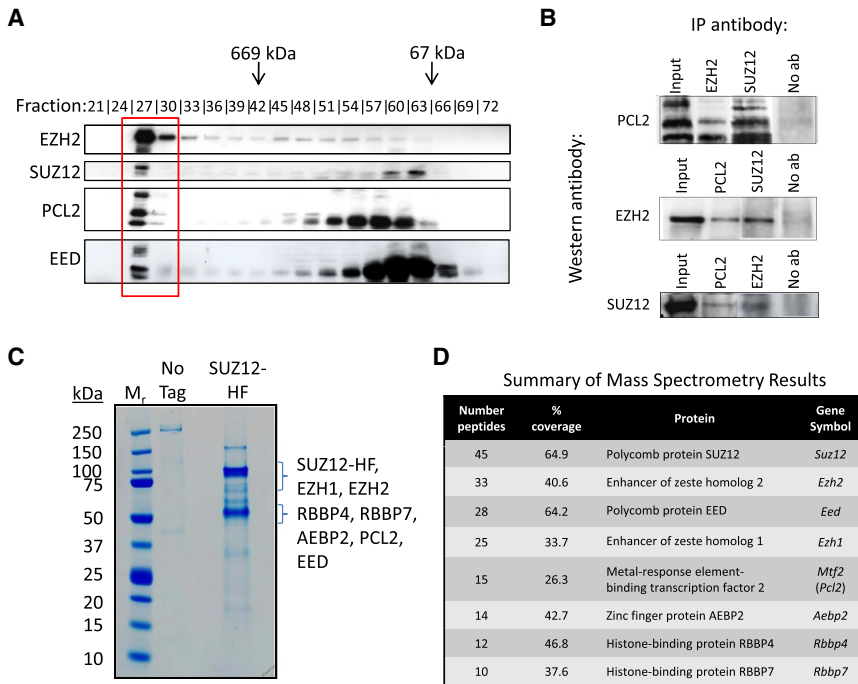 A
669 kDa
67 kDa
Fraction:21|24|27|30|33|36|39|42|45|48|51|54|57|60|63|66|69|72
EZH2
SUZ12
PCL2
EED
B
IP antibody:
Western antibody:
Input
EZH2
SUZ12
No ab
PCL2
Input
PCL2
SUZ12
No ab
EZH2
Input
PCL2
EZH2
No ab
SUZ12
C
No
Tag
SUZ12-
HF
kDa
Mr
250
150
100
75
50
37
25
20
15
10
SUZ12-HF,
EZH1, EZH2
RBBP4, RBBP7,
AEBP2, PCL2,
EED
D
Summary of Mass Spectrometry Results
Number peptides % coverage Protein Gene Symbol
45 64.9 Polycomb protein SUZ12 Suz12
33 40.6 Enhancer of zeste homolog 2 Ezh2
28 64.2 Polycomb protein EED Eed
25 33.7 Enhancer of zeste homolog 1 Ezh1
15 26.3 Metal-response element-binding transcription factor 2 Mtf2 (Pcl2)
14 42.7 Zinc finger protein AEBP2 Aebp2
12 46.8 Histone-binding protein RBBP4 Rbbp4
10 37.6 Histone-binding protein RBBP7 Rbbp7